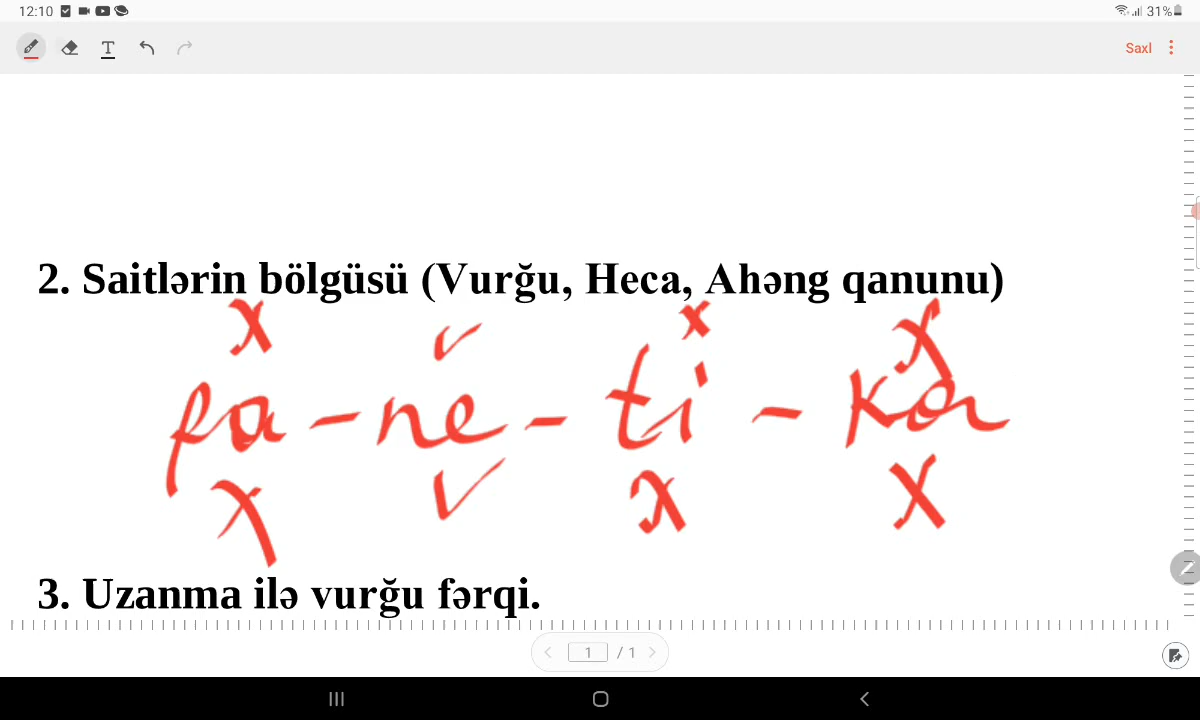 12:10 31%
T Saxl
2. Saitlərin bölgüsü (Vurğu, Heca, Ahəng qanunu)
x ✓ x x
fa - ne - ti - ka
x ✓ x x
3. Uzanma ilə vurğu fərqi.
1 / 1